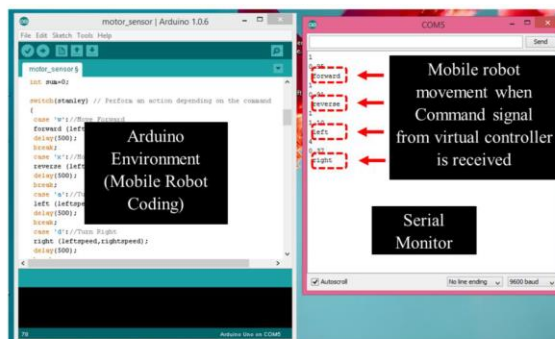 motor_sensor | Arduino 1.0.6
File Edit Sketch Tools Help
motor_sensor §
int sum=0;
switch(stanley) // Perform an action depending on the command
{
case 'w'://Move Forward
forward (left
delay(500);
break;
case
reverse (left
delay(500);
break;
case 'a'://Tu
left (leftspe
delay(500);
break;
case 'd'://Turn Right
right (leftspeed,rightspeed);
delay(500);
break;
Arduino
Environment
(Mobile Robot
Coding)
Arduino Uno on COM5
COM5
Send
1
forward
reverse
left
right
Mobile robot
movement when
Command signal
from virtual controller
is received
Serial
Monitor
Autoscroll
No line ending
9600 baud